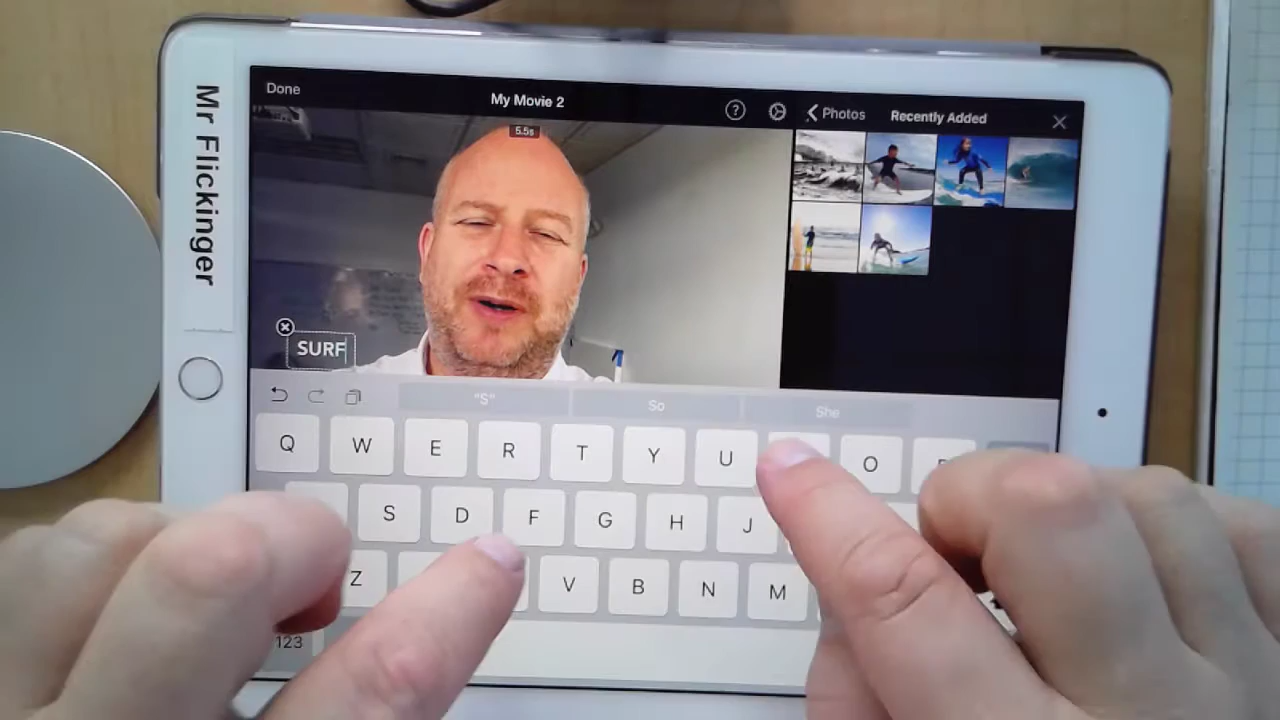 Mr Flickinger
Done
My Movie 2
?
Photos
Recently Added
5.5s
SURF
"S"
So
She
Q W E R T Y U O
S D F G H J
Z V B N M
123